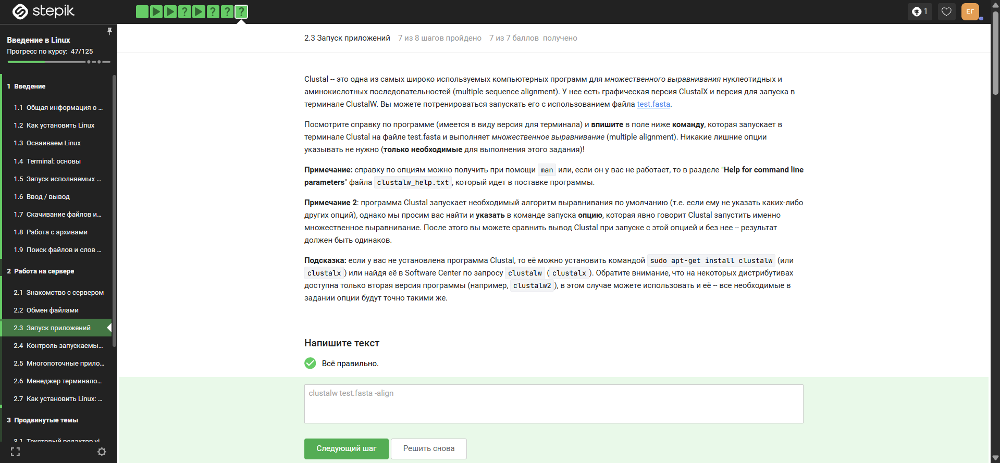 stepik
1
ЕГ
Введение в Linux
Прогресс по курсу: 47/125
1 Введение
1.1 Общая информация о ...
1.2 Как установить Linux
1.3 Осваиваем Linux
1.4 Terminal: основы
1.5 Запуск исполняемых ...
1.6 Ввод / вывод
1.7 Скачивание файлов и...
1.8 Работа с архивами
1.9 Поиск файлов и слов ...
2 Работа на сервере
2.1 Знакомство с сервером
2.2 Обмен файлами
2.3 Запуск приложений
2.4 Контроль запускаемы...
2.5 Многопоточные прило...
2.6 Менеджер терминало...
2.7 Как установить Linux: ...
3 Продвинутые темы
3.1 Текстовый редактор vi
2.3 Запуск приложений 7 из 8 шагов пройдено 7 из 7 баллов получено
Clustal -- это одна из самых широко используемых компьютерных программ для множественного выравнивания нуклеотидных и
аминокислотных последовательностей (multiple sequence alignment). У нее есть графическая версия ClustalX и версия для запуска в
терминале ClustalW. Вы можете потренироваться запускать его с использованием файла test.fasta.
Посмотрите справку по программе (имеется в виду версия для терминала) и впишите в поле ниже команду, которая запускает в
терминале Clustal на файле test.fasta и выполняет множественное выравнивание (multiple alignment). Никакие лишние опции
указывать не нужно (только необходимые для выполнения этого задания)!
Примечание: справку по опциям можно получить при помощи man или, если он у вас не работает, то в разделе "Help for command line
parameters" файла clustalw_help.txt, который идет в поставке программы.
Примечание 2: программа Clustal запускает необходимый алгоритм выравнивания по умолчанию (т.е. если ему не указать каких-либо
других опций), однако мы просим вас найти и указать в команде запуска опцию, которая явно говорит Clustal запустить именно
множественное выравнивание. После этого вы можете сравнить вывод Clustal при запуске с этой опцией и без нее -- результат
должен быть одинаков.
Подсказка: если у вас не установлена программа Clustal, то её можно установить командой sudo apt-get install clustalw (или
clustalx) или найдя её в Software Center по запросу clustalw (clustalx). Обратите внимание, что на некоторых дистрибутивах
доступна только вторая версия программы (например, clustalw2), в этом случае можете использовать и её -- все необходимые в
задании опции будут точно такими же.
Напишите текст
Всё правильно.
clustalw test.fasta -align
Следующий шаг Решить снова